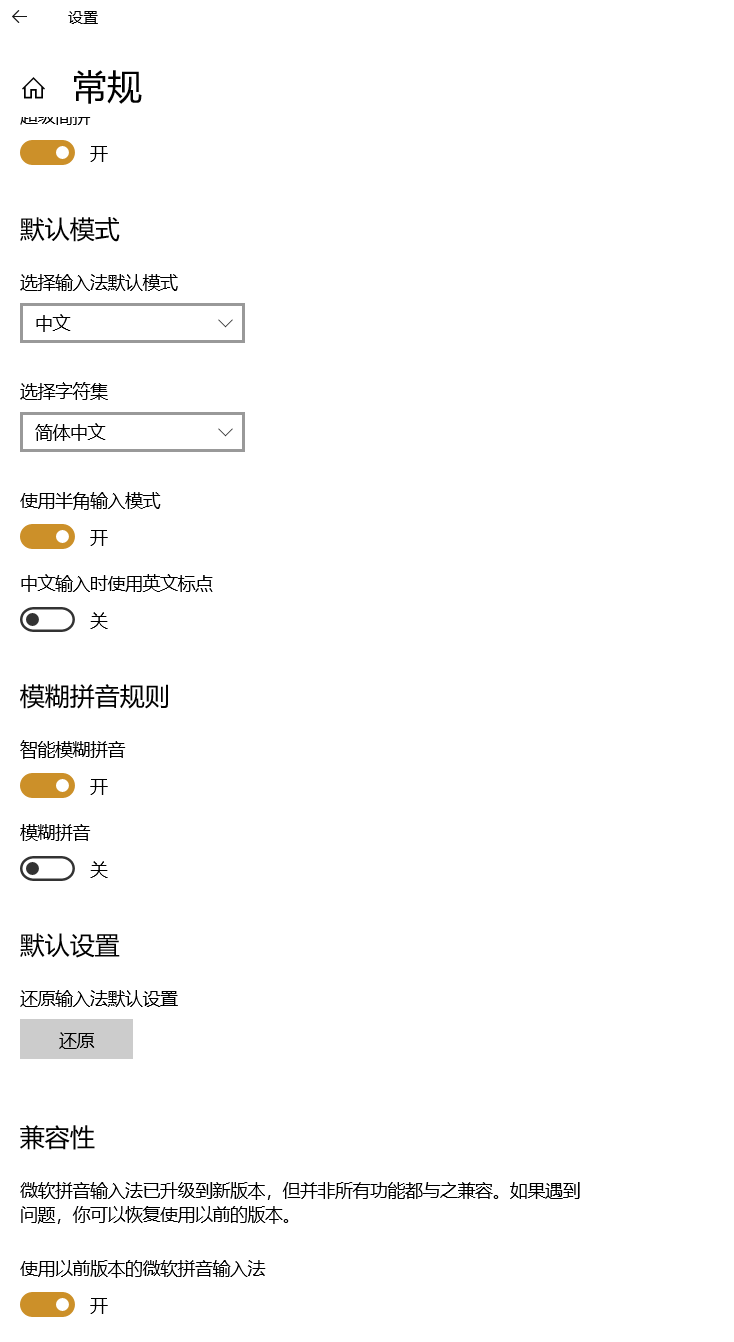 设置
常规
超级简拼
开
默认模式
选择输入法默认模式
中文
选择字符集
简体中文
使用半角输入模式
开
中文输入时使用英文标点
关
模糊拼音规则
智能模糊拼音
开
模糊拼音
关
默认设置
还原输入法默认设置
还原
兼容性
微软拼音输入法已升级到新版本，但并非所有功能都与之兼容。如果遇到
问题，你可以恢复使用以前的版本。
使用以前版本的微软拼音输入法
开